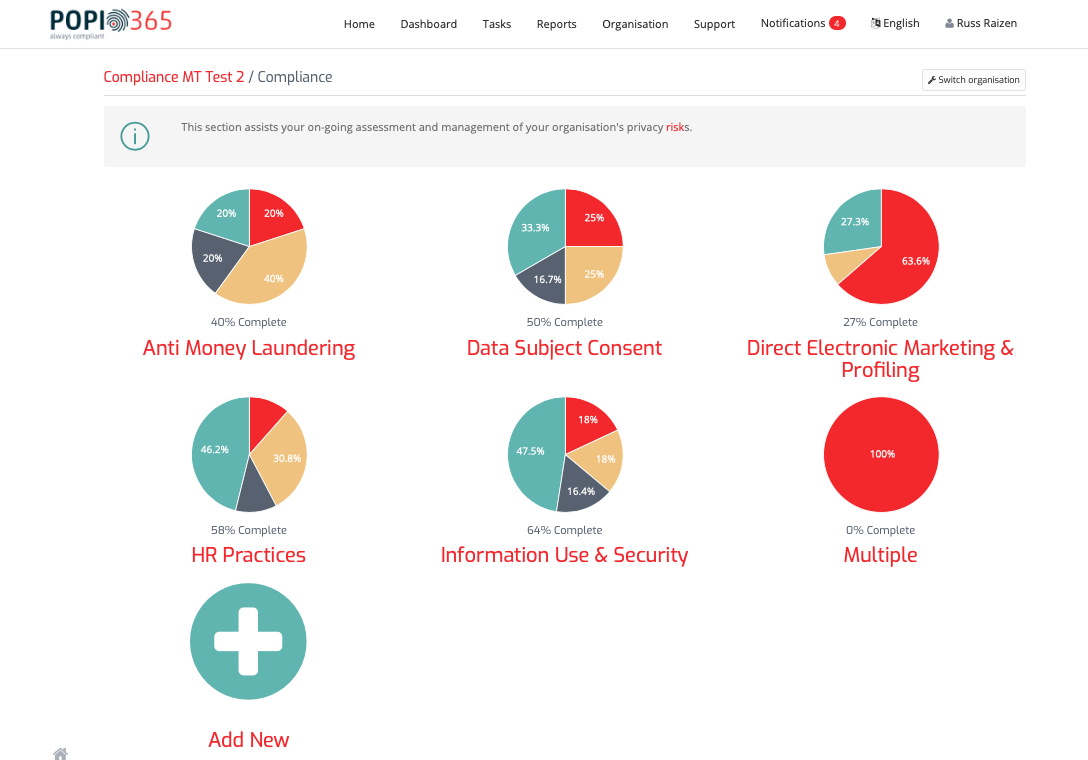 POPI 365
always compliant
Home Dashboard Tasks Reports Organisation Support Notifications 4 English Russ Raizen
Compliance MT Test 2 / Compliance
Switch organisation
This section assists your on-going assessment and management of your organisation's privacy risks.
20% 20%
20%
40%
40% Complete
Anti Money Laundering
33.3% 25%
16.7% 25%
50% Complete
Data Subject Consent
27.3%
63.6%
27% Complete
Direct Electronic Marketing &
Profiling
46.2%
30.8%
58% Complete
HR Practices
18%
47.5%
18%
16.4%
64% Complete
Information Use & Security
100%
0% Complete
Multiple
Add New